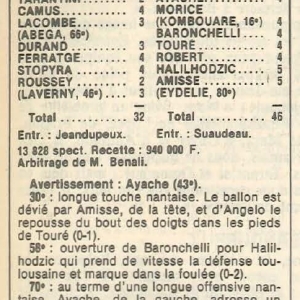 CAMUS .......... 4 MORICE
LACOMBE ........ 3 (KOMBOUARE, 16e) 4
(ABEGA, 66e) BARONCHELLI .... 4
DURAND ......... 3 TOURÉ .......... 4
FERRATGE ....... 4 ROBERT ......... 4
STOPYRA ........ 4 HALILHODZIC .... 5
ROUSSEY ........ 2 AMISSE ......... 5
(LAVERNY, 46e) 3 (EYDELIE, 80e)
Total .......... 32 Total .......... 46
Entr. : Jeandupeux. Entr. : Suaudeau.
13 828 spect. Recette : 940 000 F.
Arbitrage de M. Benali.
Avertissement : Ayache (43e).
30e : longue touche nantaise. Le ballon est
dévié par Amisse, de la tête, et d'Angelo le
repousse du bout des doigts dans les pieds
de Touré (0-1).
58e : ouverture de Baronchelli pour Halil-
hodzic qui prend de vitesse la défense tou-
lousaine et marque dans la foulée (0-2).
70e : au terme d'une longue offensive nan-